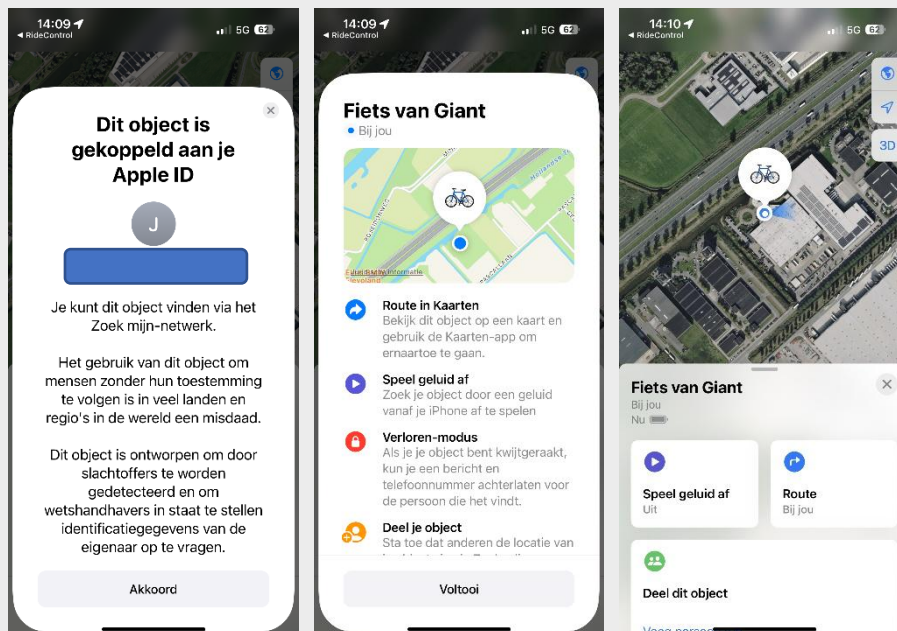 14:09
RideControl
5G 62
Dit object is
gekoppeld aan je
Apple ID
J
Je kunt dit object vinden via het
Zoek mijn-netwerk.
Het gebruik van dit object om
mensen zonder hun toestemming
te volgen is in veel landen en
regio's in de wereld een misdaad.
Dit object is ontworpen om door
slachtoffers te worden
gedetecteerd en om
wetshandhavers in staat te stellen
identificatiegegevens van de
eigenaar op te vragen.
Akkoord
14:09
RideControl
5G 62
Fiets van Giant
Bij jou
Route in Kaarten
Bekijk dit object op een kaart en
gebruik de Kaarten-app om
ernaartoe te gaan.
Speel geluid af
Zoek je object door een geluid
vanaf je iPhone af te spelen
Verloren-modus
Als je je object bent kwijtgeraakt,
kun je een bericht en
telefoonnummer achterlaten voor
de persoon die het vindt.
Deel je object
Sta toe dat anderen de locatie van
Voltooi
14:10
RideControl
5G 62
3D
Fiets van Giant
Bij jou
Nu
Speel geluid af
Uit
Route
Bij jou
Deel dit object